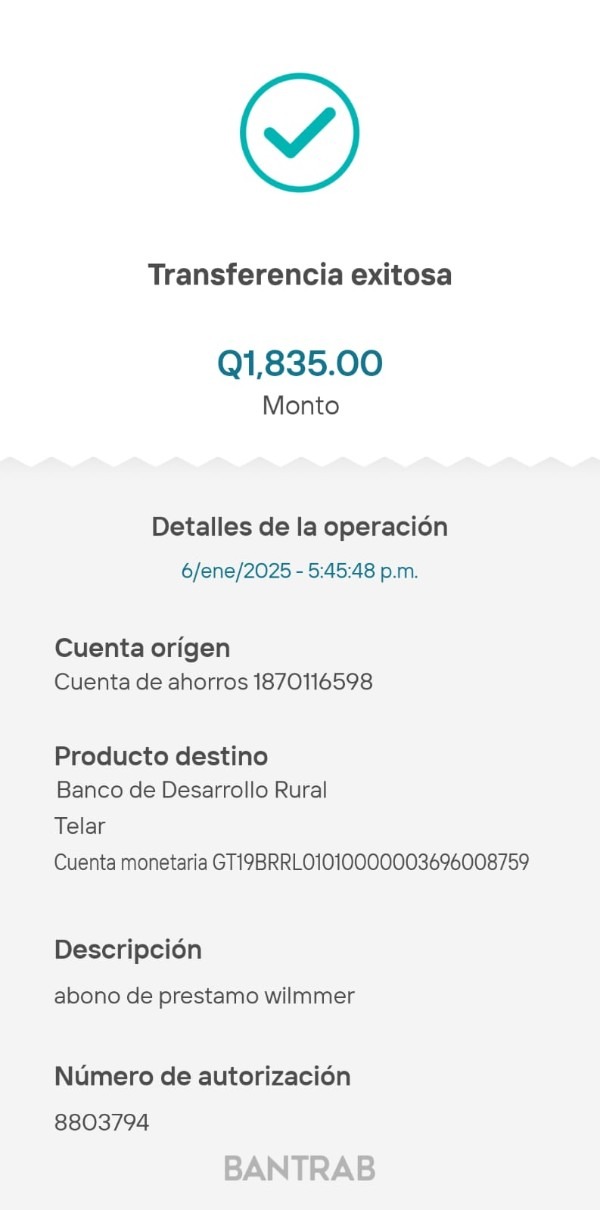 Transferencia exitosa
Q1,835.00
Monto
Detalles de la operación
6/ene/2025 - 5:45:48 p.m.
Cuenta orígen
Cuenta de ahorros 1870116598
Producto destino
Banco de Desarrollo Rural
Telar
Cuenta monetaria GT19BRRL01010000003696008759
Descripción
abono de prestamo wilmmer
Número de autorización
8803794
BANTRAB